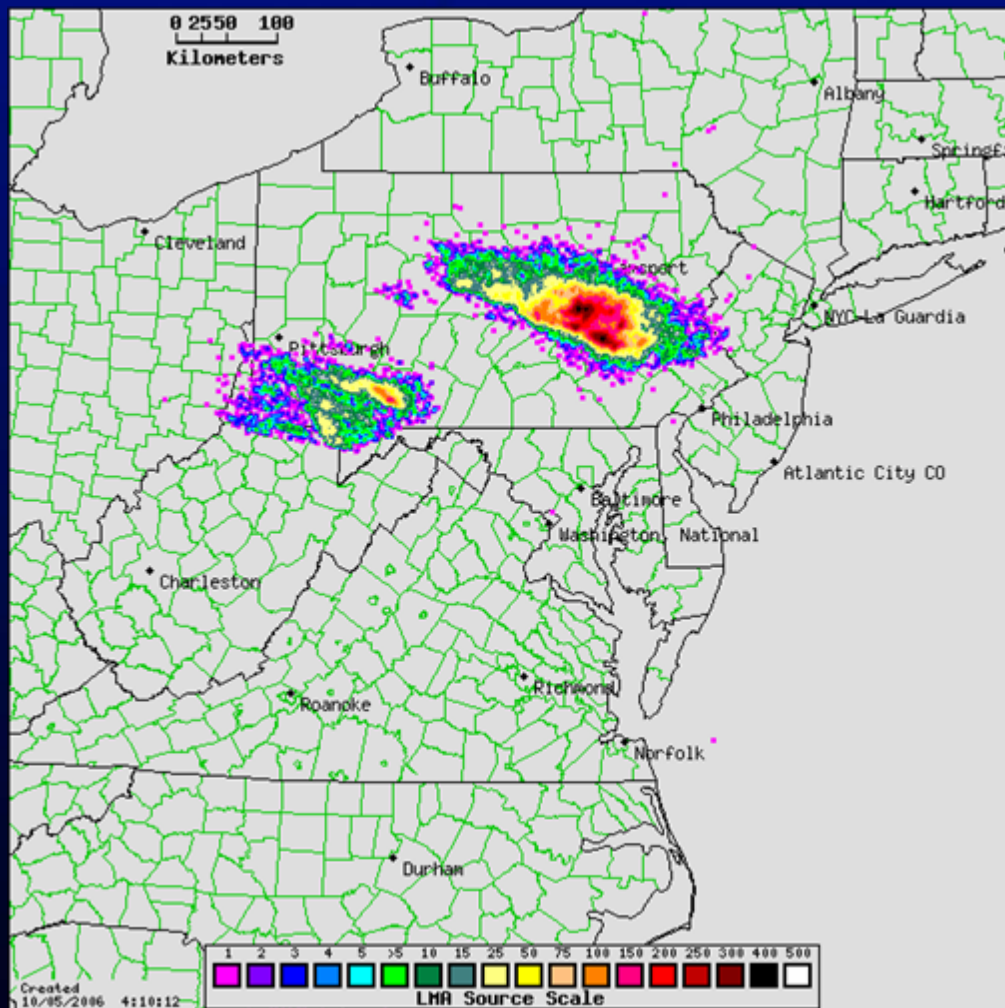 0 2550 100
Kilometers
Buffalo
Albany
Springf
Hartford
Cleveland
msport
NYC-La Guardia
Pittsburgh
Philadelphia
Atlantic City CO
Baltimore
Washington, National
Charleston
Richmond
Roanoke
Norfolk
Durham
1 2 3 4 5 >5 10 15 25 50 75 100 150 200 250 300 400 500
LMA Source Scale
Created
10/05/2006 4:10:12